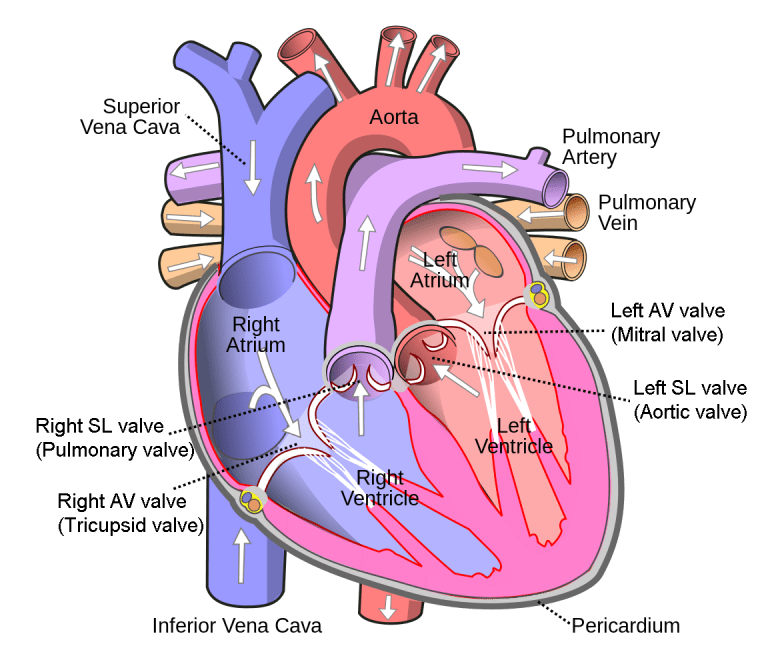 Superior
Vena Cava
Aorta
Pulmonary
Artery
Pulmonary
Vein
Left
Atrium
Right
Atrium
Left AV valve
(Mitral valve)
Left SL valve
(Aortic valve)
Right SL valve
(Pulmonary valve)
Left
Ventricle
Right
Ventricle
Right AV valve
(Tricupsid valve)
Inferior Vena Cava
Pericardium